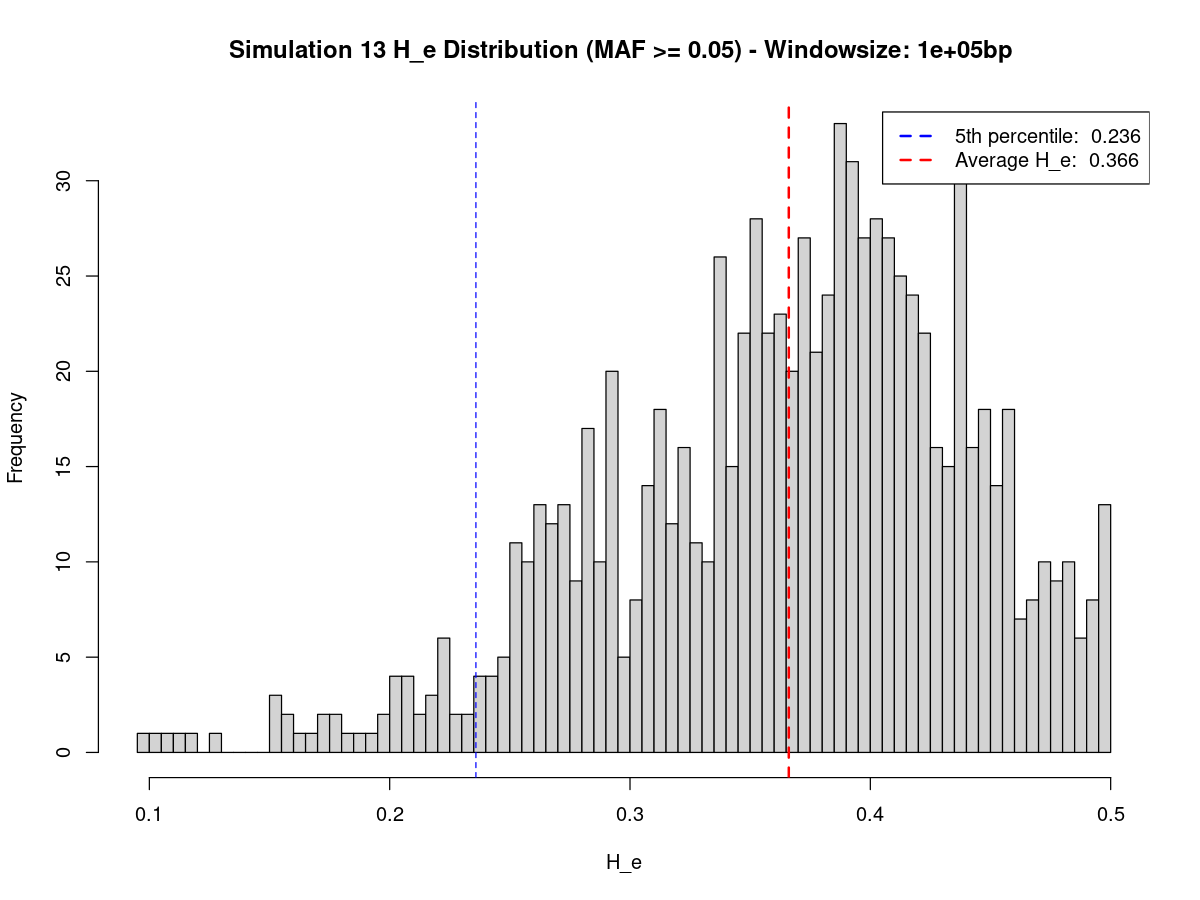 Simulation 13 H_e Distribution (MAF >= 0.05) - Windowsize: 1e+05bp
5th percentile: 0.236
Average H_e: 0.366
Frequency
30
25
20
15
10
5
0
0.1 0.2 0.3 0.4 0.5
H_e